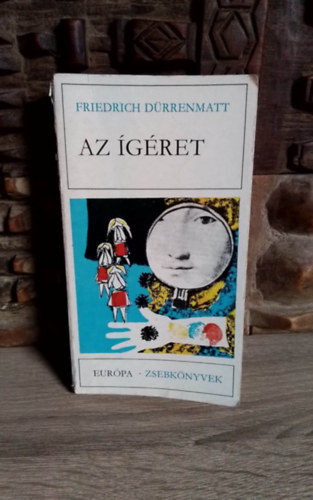 FRIEDRICH DÜRRENMATT
AZ ÍGÉRET
EURÓPA · ZSEBKÖNYVEK